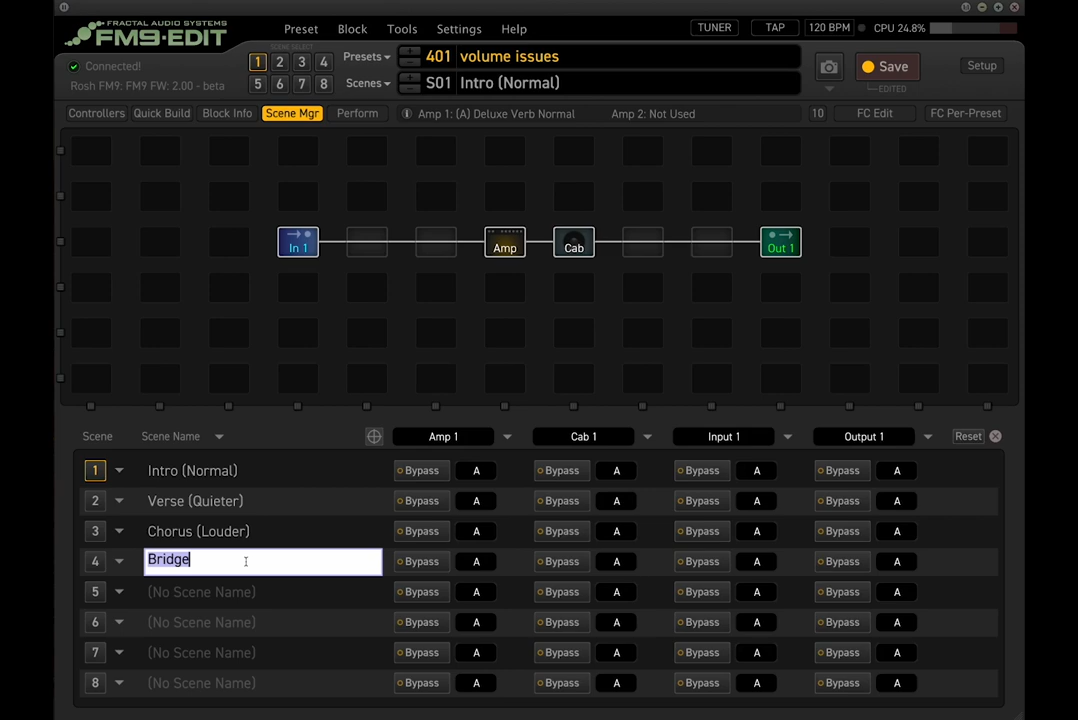 FRACTAL AUDIO SYSTEMS
FM9-EDIT
Preset Block Tools Settings Help
TUNER TAP 120 BPM CPU 24.8%
Connected!
Rosh FM9: FM9 FW: 2.00 - beta
SCENE SELECT
1 2 3 4
5 6 7 8
Presets 401 volume issues
Scenes S01 Intro (Normal)
Save
EDITED
Setup
Controllers Quick Build Block Info Scene Mgr Perform Amp 1: (A) Deluxe Verb Normal Amp 2: Not Used 10 FC Edit FC Per-Preset
In 1 Amp Cab Out 1
Scene Scene Name Amp 1 Cab 1 Input 1 Output 1 Reset
1 Intro (Normal) Bypass A Bypass A Bypass A Bypass A
2 Verse (Quieter) Bypass A Bypass A Bypass A Bypass A
3 Chorus (Louder) Bypass A Bypass A Bypass A Bypass A
4 Bridge Bypass A Bypass A Bypass A Bypass A
5 (No Scene Name) Bypass A Bypass A Bypass A Bypass A
6 (No Scene Name) Bypass A Bypass A Bypass A Bypass A
7 (No Scene Name) Bypass A Bypass A Bypass A Bypass A
8 (No Scene Name) Bypass A Bypass A Bypass A Bypass A